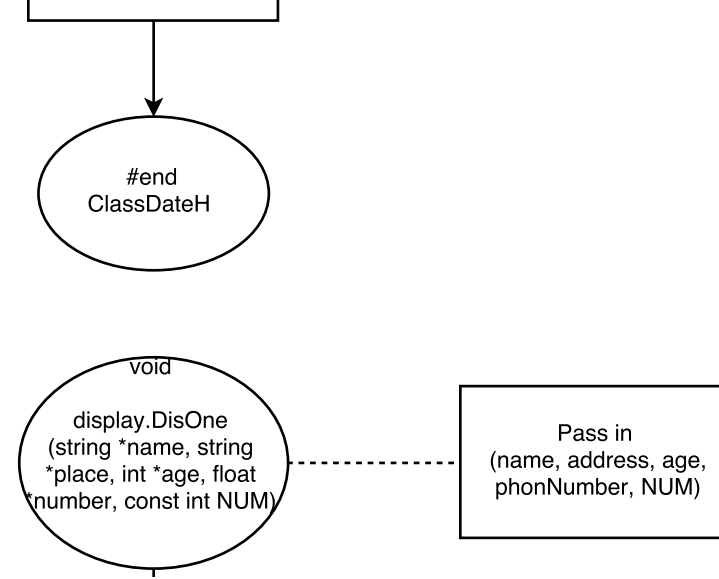 #end
ClassDateH
void
display.DisOne
(string *name, string
*place, int *age, float
*number, const int NUM)
Pass in
(name, address, age,
phonNumber, NUM)